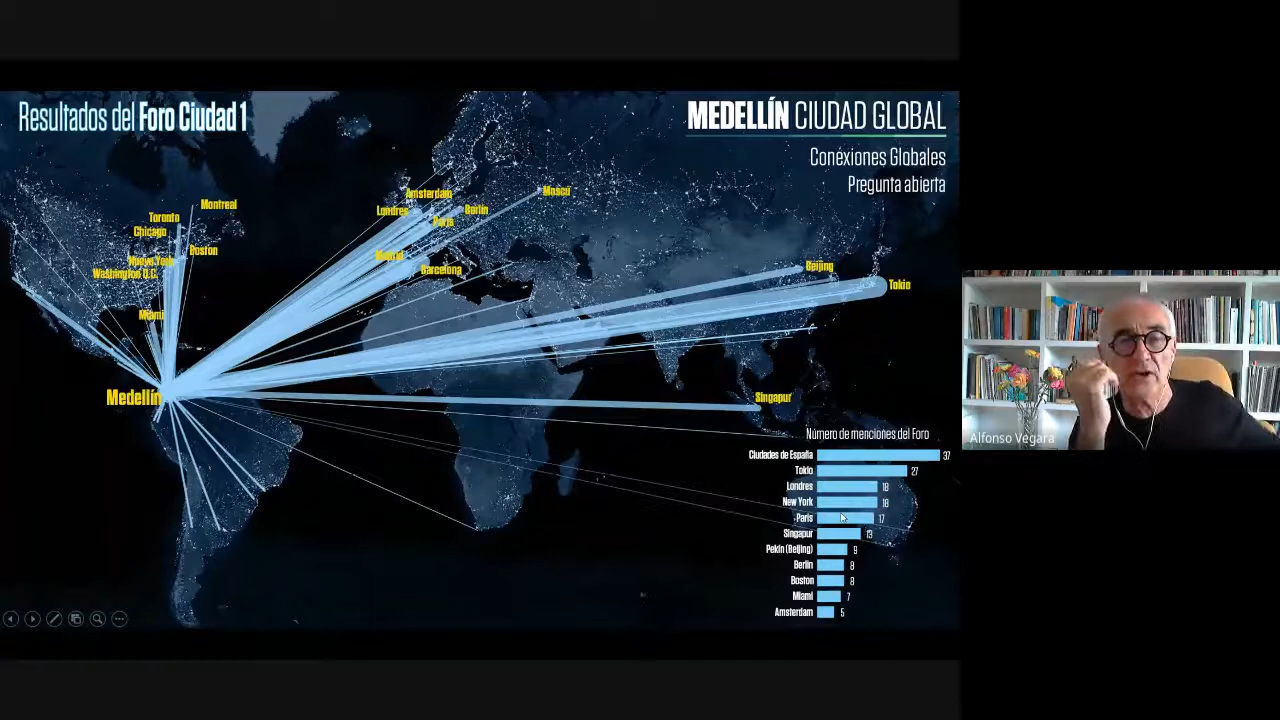 Resultados del Foro Ciudad 1
MEDELLÍN CIUDAD GLOBAL
Conexiones Globales
Pregunta abierta
Montreal
Toronto
Chicago
Boston
Nueva York
Washington D.C.
Miami
Medellín
Amsterdam
Londres
Berlin
París
Moscú
Madrid
Barcelona
Beijing
Tokio
Singapur
Número de menciones del Foro
Ciudades de España 37
Tokio 27
Londres 18
New York 18
París 17
Singapur 13
Pekín (Beijing) 9
Berlin 8
Boston 8
Miami 7
Amsterdam 5
Alfonso Vegara